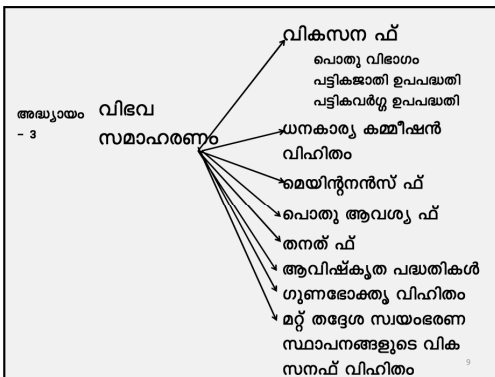 അദ്ധ്യായം
- 3
വിഭവ
സമാഹരണം
വികസന ഫ്
പൊതു വിഭാഗം
പട്ടികജാതി ഉപപദ്ധതി
പട്ടികവർഗ്ഗ ഉപപദ്ധതി
ധനകാര്യ കമ്മീഷൻ
വിഹിതം
മെയിന്റനൻസ് ഫ്
പൊതു ആവശ്യ ഫ്
തനത് ഫ്
ആവിഷ്കൃത പദ്ധതികൾ
ഗുണഭോക്തൃ വിഹിതം
മറ്റ് തദ്ദേശ സ്വയംഭരണ
സ്ഥാപനങ്ങളുടെ വിക
സനഫ് വിഹിതം
9